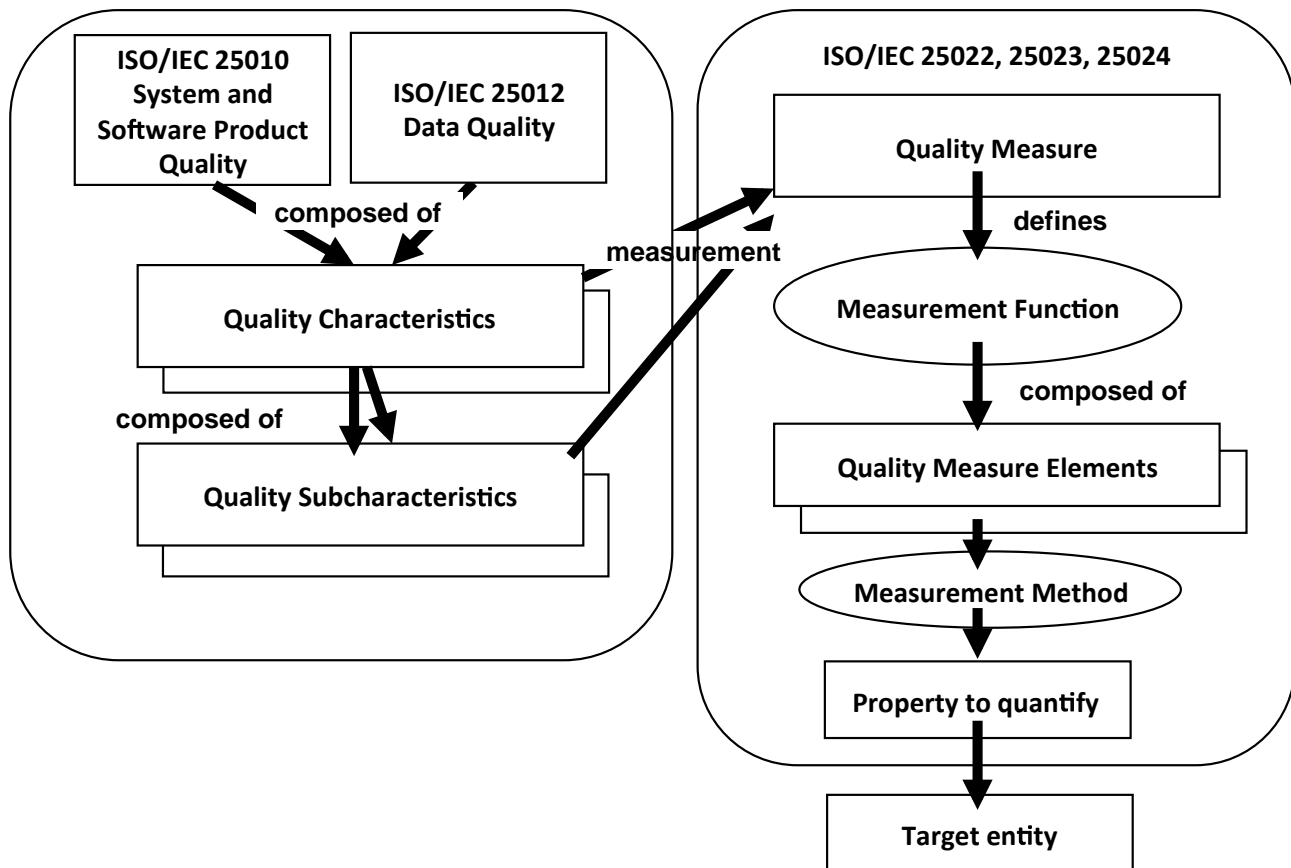 ISO/IEC 25010
System and
Software Product
Quality
ISO/IEC 25012
Data Quality
composed of
Quality Characteristics
composed of
Quality Subcharacteristics
measurement
ISO/IEC 25022, 25023, 25024
Quality Measure
defines
Measurement Function
composed of
Quality Measure Elements
Measurement Method
Property to quantify
Target entity